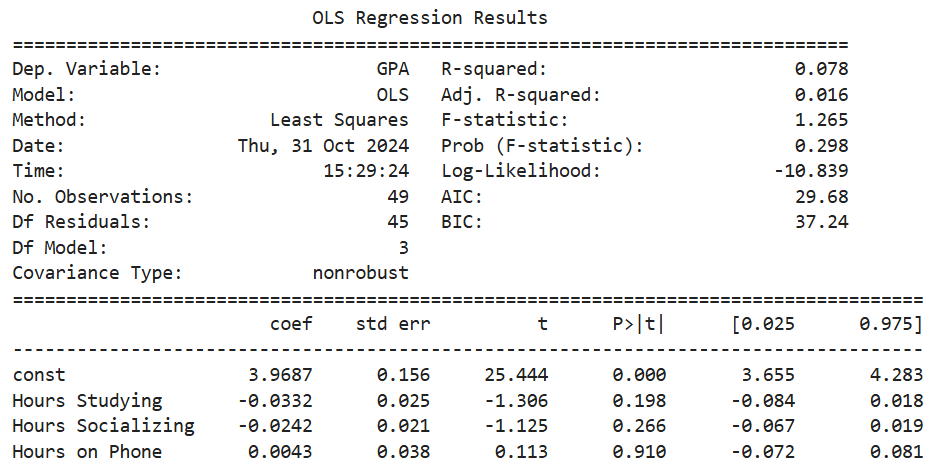 OLS Regression Results
==============================================================================
Dep. Variable: GPA R-squared: 0.078
Model: OLS Adj. R-squared: 0.016
Method: Least Squares F-statistic: 1.265
Date: Thu, 31 Oct 2024 Prob (F-statistic): 0.298
Time: 15:29:24 Log-Likelihood: -10.839
No. Observations: 49 AIC: 29.68
Df Residuals: 45 BIC: 37.24
Df Model: 3
Covariance Type: nonrobust
=====================================================================================
coef std err t P>|t| [0.025 0.975]
-------------------------------------------------------------------------------------
const 3.9687 0.156 25.444 0.000 3.655 4.283
Hours Studying -0.0332 0.025 -1.306 0.198 -0.084 0.018
Hours Socializing -0.0242 0.021 -1.125 0.266 -0.067 0.019
Hours on Phone 0.0043 0.038 0.113 0.910 -0.072 0.081